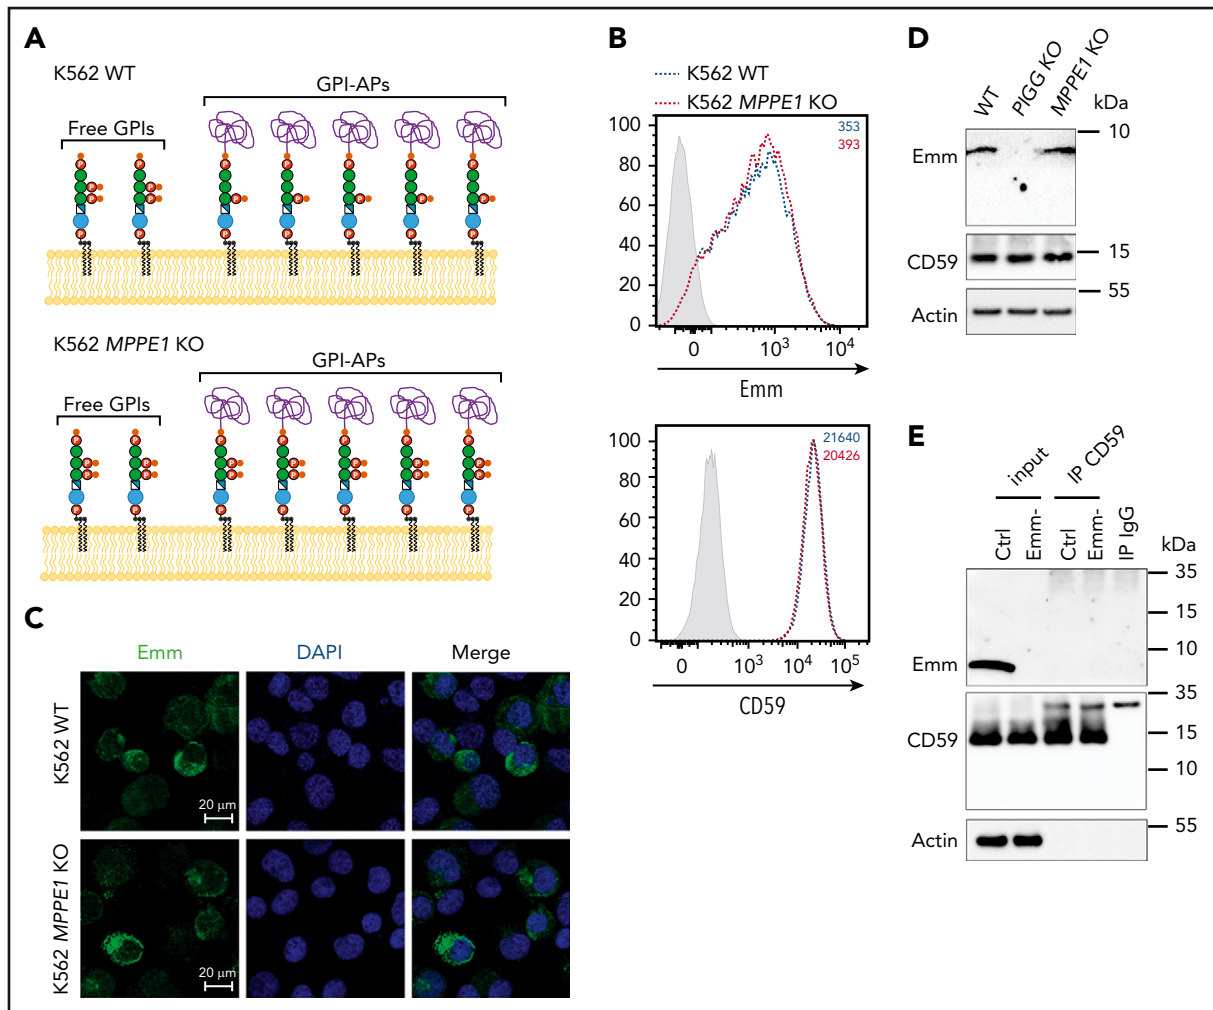 A
K562 WT
GPI-APs
Free GPIs
P P P P P P P P P P P P P P P P P P
K562 MPPE1 KO
GPI-APs
Free GPIs
P P P P P P P P P P P P P P P P P P P P P P P P P P P P
B
K562 WT
K562 MPPE1 KO
353
393
100
80
60
40
20
0
0 10³ 10⁴
Emm
21640
20426
100
80
60
40
20
0
0 10³ 10⁴ 10⁵
CD59
C
Emm DAPI Merge
K562 WT
20 µm
20 µm
K562 MPPE1 KO
20 µm
20 µm
D
WT PIGG KO MPPE1 KO kDa
Emm 10
CD59 15
55
Actin
E
input IP CD59
Ctrl Emm- Ctrl Emm- IP IgG kDa
35
15
10
Emm
35
CD59 15
10
55
Actin